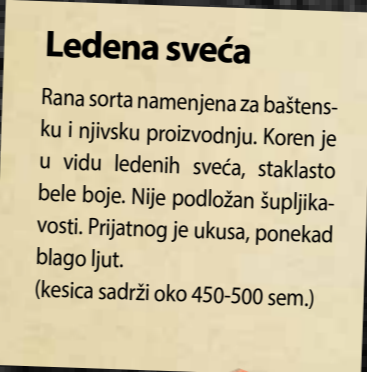 Ledena sveća
Rana sorta namenjena za baštens-
ku i njivsku proizvodnju. Koren je
u vidu ledenih sveća, staklasto
bele boje. Nije podložan šupljika-
vosti. Prijatnog je ukusa, ponekad
blago ljut.
(kesica sadrži oko 450-500 sem.)